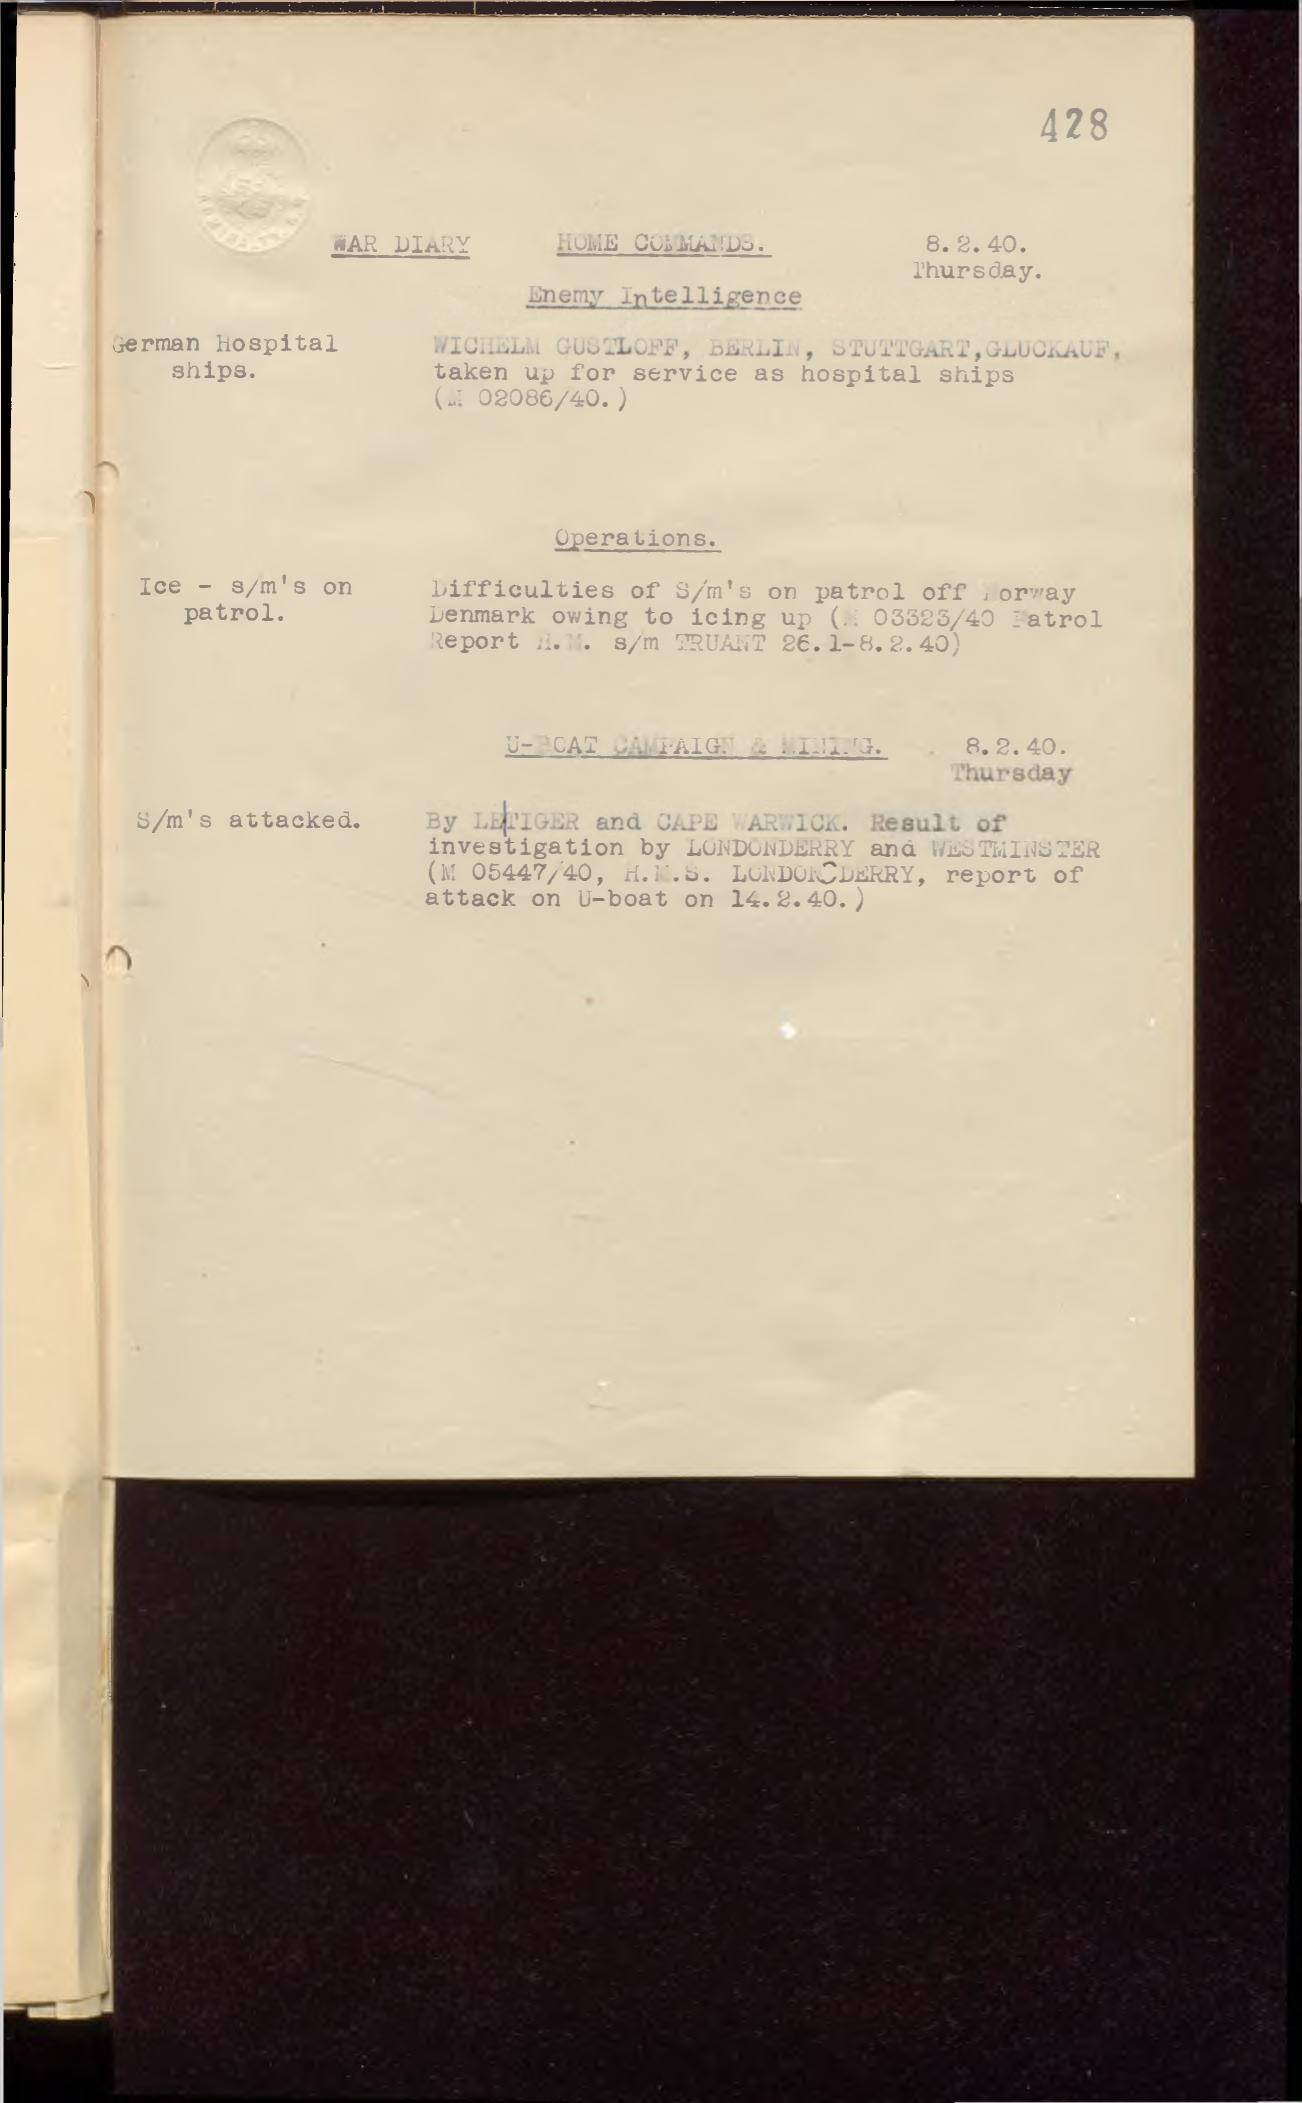 428
WAR DIARY HOME COMMANDS. 8.2.40.
Thursday.
Enemy Intelligence
German Hospital ships.
WICHELM GUSTLOFF, BERLIN, STUTTGART,GLUCKAUF,
taken up for service as hospital ships
(M 02086/40.)
Operations.
Ice - s/m's on patrol.
Difficulties of S/m's on patrol off Norway
Denmark owing to icing up (M 03323/40 Patrol
Report H.M. s/m TRUANT 26.1-8.2.40)
U-BOAT CAMPAIGN & MINING. 8.2.40.
Thursday
S/m's attacked.
By LE TIGER and CAPE WARWICK. Result of
investigation by LONDONDERRY and WESTMINSTER
(M 05447/40, H.M.S. LONDONDERRY, report of
attack on U-boat on 14.2.40.)